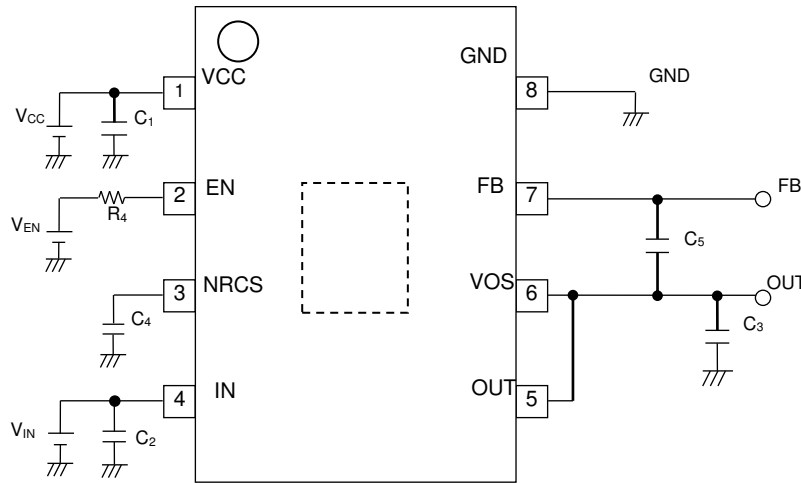 GND
GND
VCC
1
8
VCC
C1
EN
FB
FB
2
7
R4
VEN
C5
NRCS
VOS
OUT
3
6
C4
C3
IN
OUT
4
5
VIN
C2